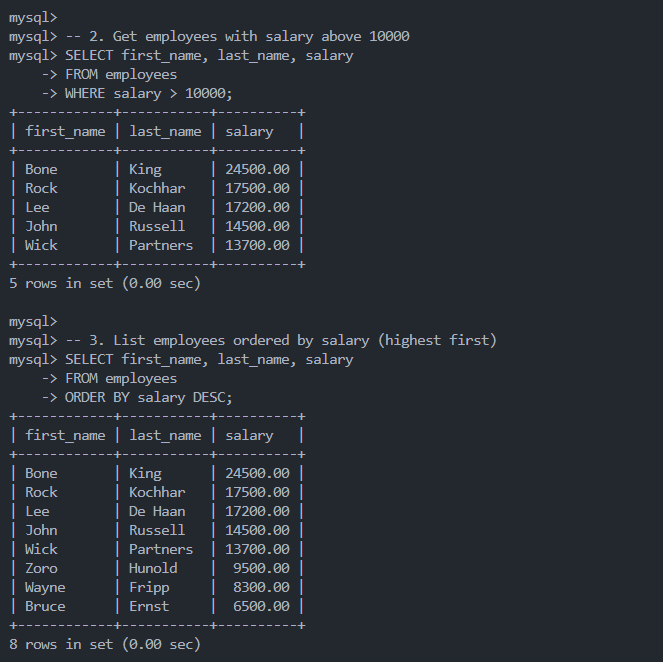 mysql>
mysql> -- 2. Get employees with salary above 10000
mysql> SELECT first_name, last_name, salary
    -> FROM employees
    -> WHERE salary > 10000;
+------------+-----------+----------+
| first_name | last_name | salary   |
+------------+-----------+----------+
| Bone       | King      | 24500.00 |
| Rock       | Kochhar   | 17500.00 |
| Lee        | De Haan   | 17200.00 |
| John       | Russell   | 14500.00 |
| Wick       | Partners  | 13700.00 |
+------------+-----------+----------+
5 rows in set (0.00 sec)

mysql>
mysql> -- 3. List employees ordered by salary (highest first)
mysql> SELECT first_name, last_name, salary
    -> FROM employees
    -> ORDER BY salary DESC;
+------------+-----------+----------+
| first_name | last_name | salary   |
+------------+-----------+----------+
| Bone       | King      | 24500.00 |
| Rock       | Kochhar   | 17500.00 |
| Lee        | De Haan   | 17200.00 |
| John       | Russell   | 14500.00 |
| Wick       | Partners  | 13700.00 |
| Zoro       | Hunold    |  9500.00 |
| Wayne      | Fripp     |  8300.00 |
| Bruce      | Ernst     |  6500.00 |
+------------+-----------+----------+
8 rows in set (0.00 sec)